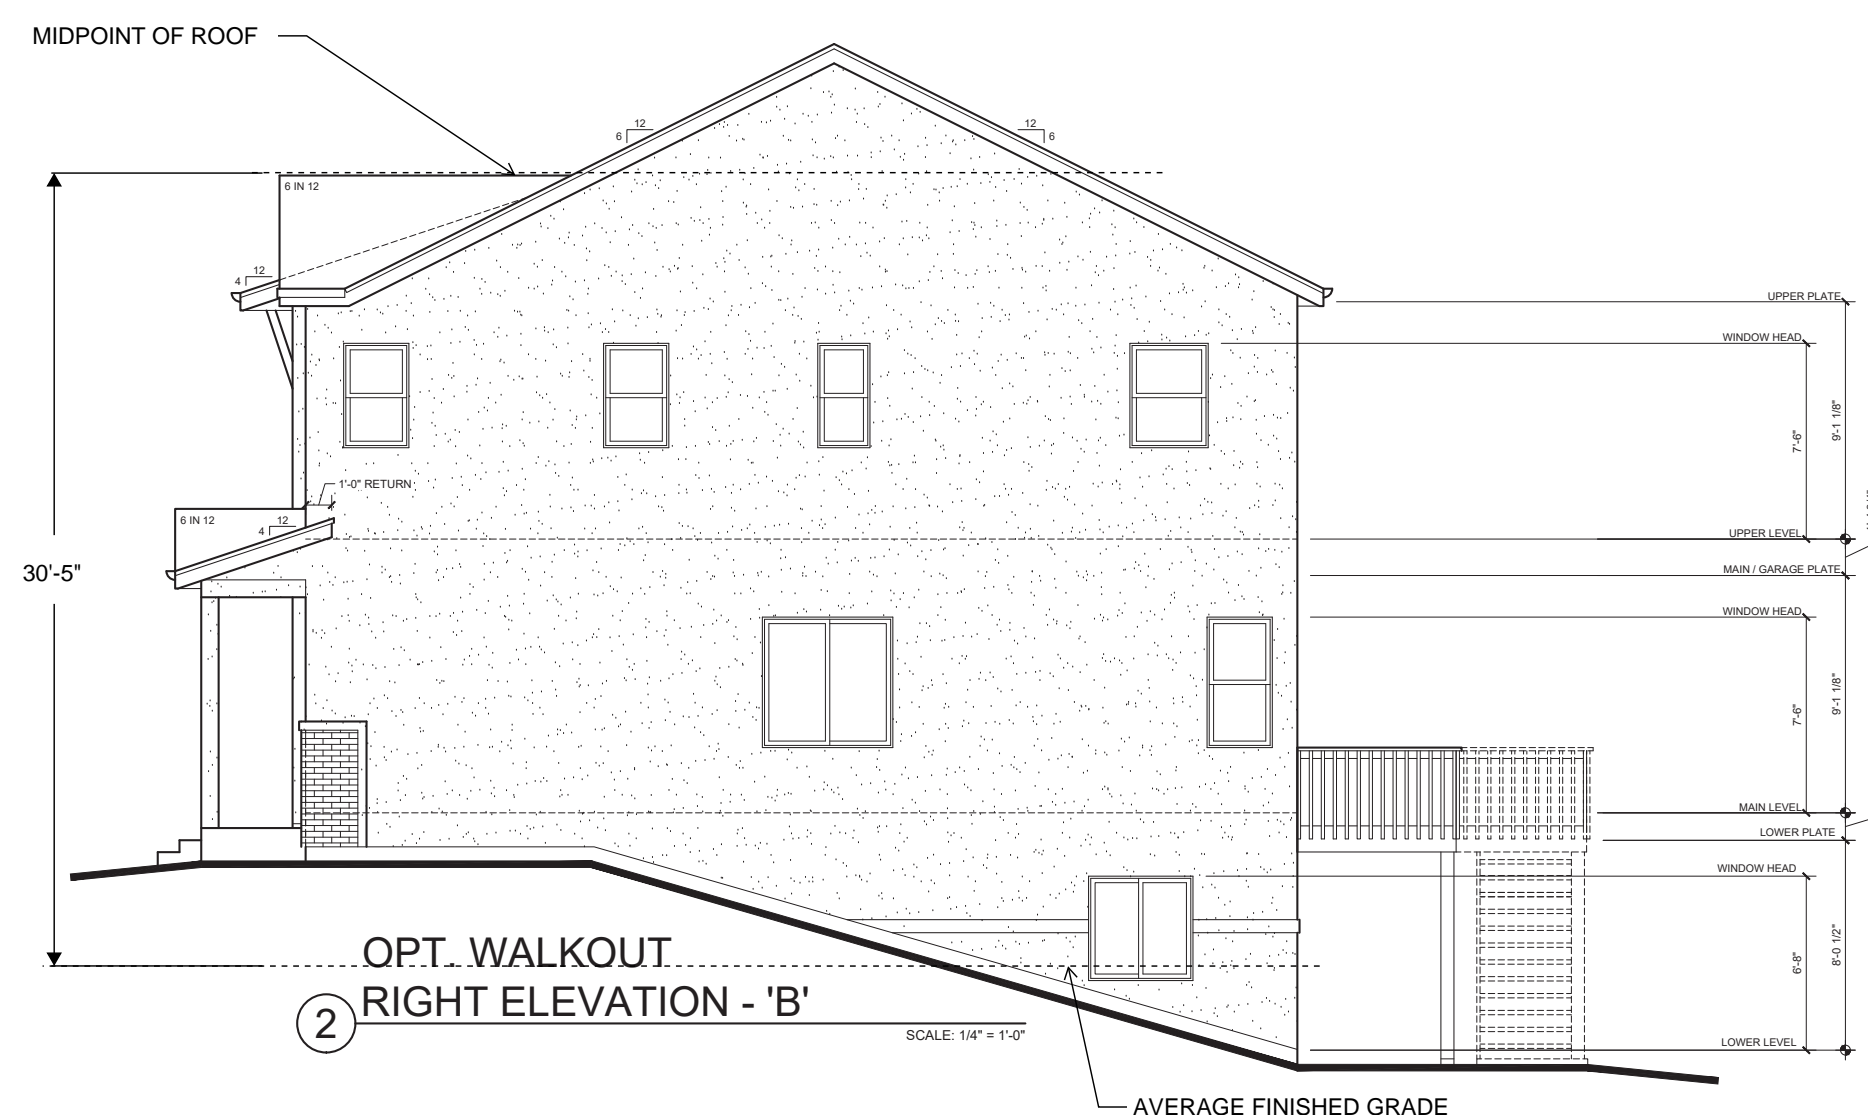 MIDPOINT OF ROOF
12
6
12
6
6 IN 12
12
4
UPPER PLATE
WINDOW HEAD
9'-1 1/8"
7'-6"
1'-0" RETURN
6 IN 12
12
4
UPPER LEVEL
30'-5"
MAIN / GARAGE PLATE
WINDOW HEAD
9'-1 1/8"
7'-6"
MAIN LEVEL
LOWER PLATE
WINDOW HEAD
8'-0 1/2"
6'-8"
OPT. WALKOUT
RIGHT ELEVATION - 'B'
2
SCALE: 1/4" = 1'-0"
LOWER LEVEL
AVERAGE FINISHED GRADE